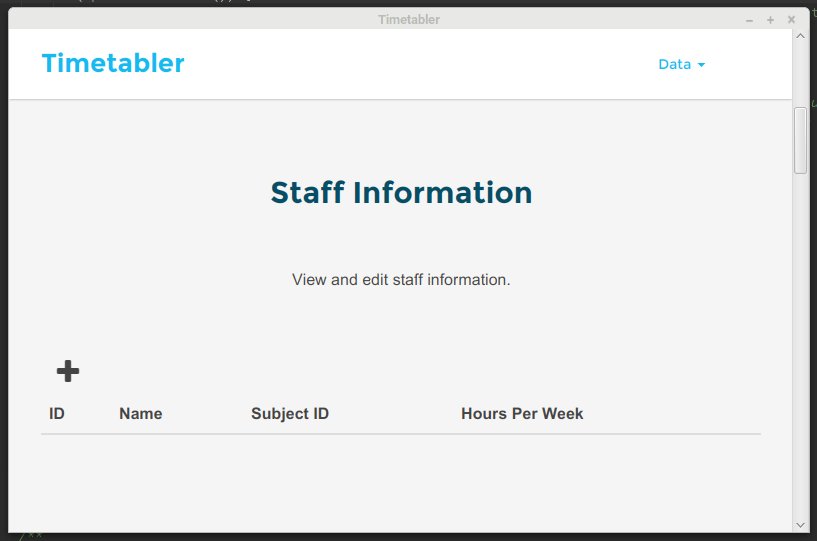 Timetabler
Timetabler
Data
Staff Information
View and edit staff information.
ID Name Subject ID Hours Per Week
/**